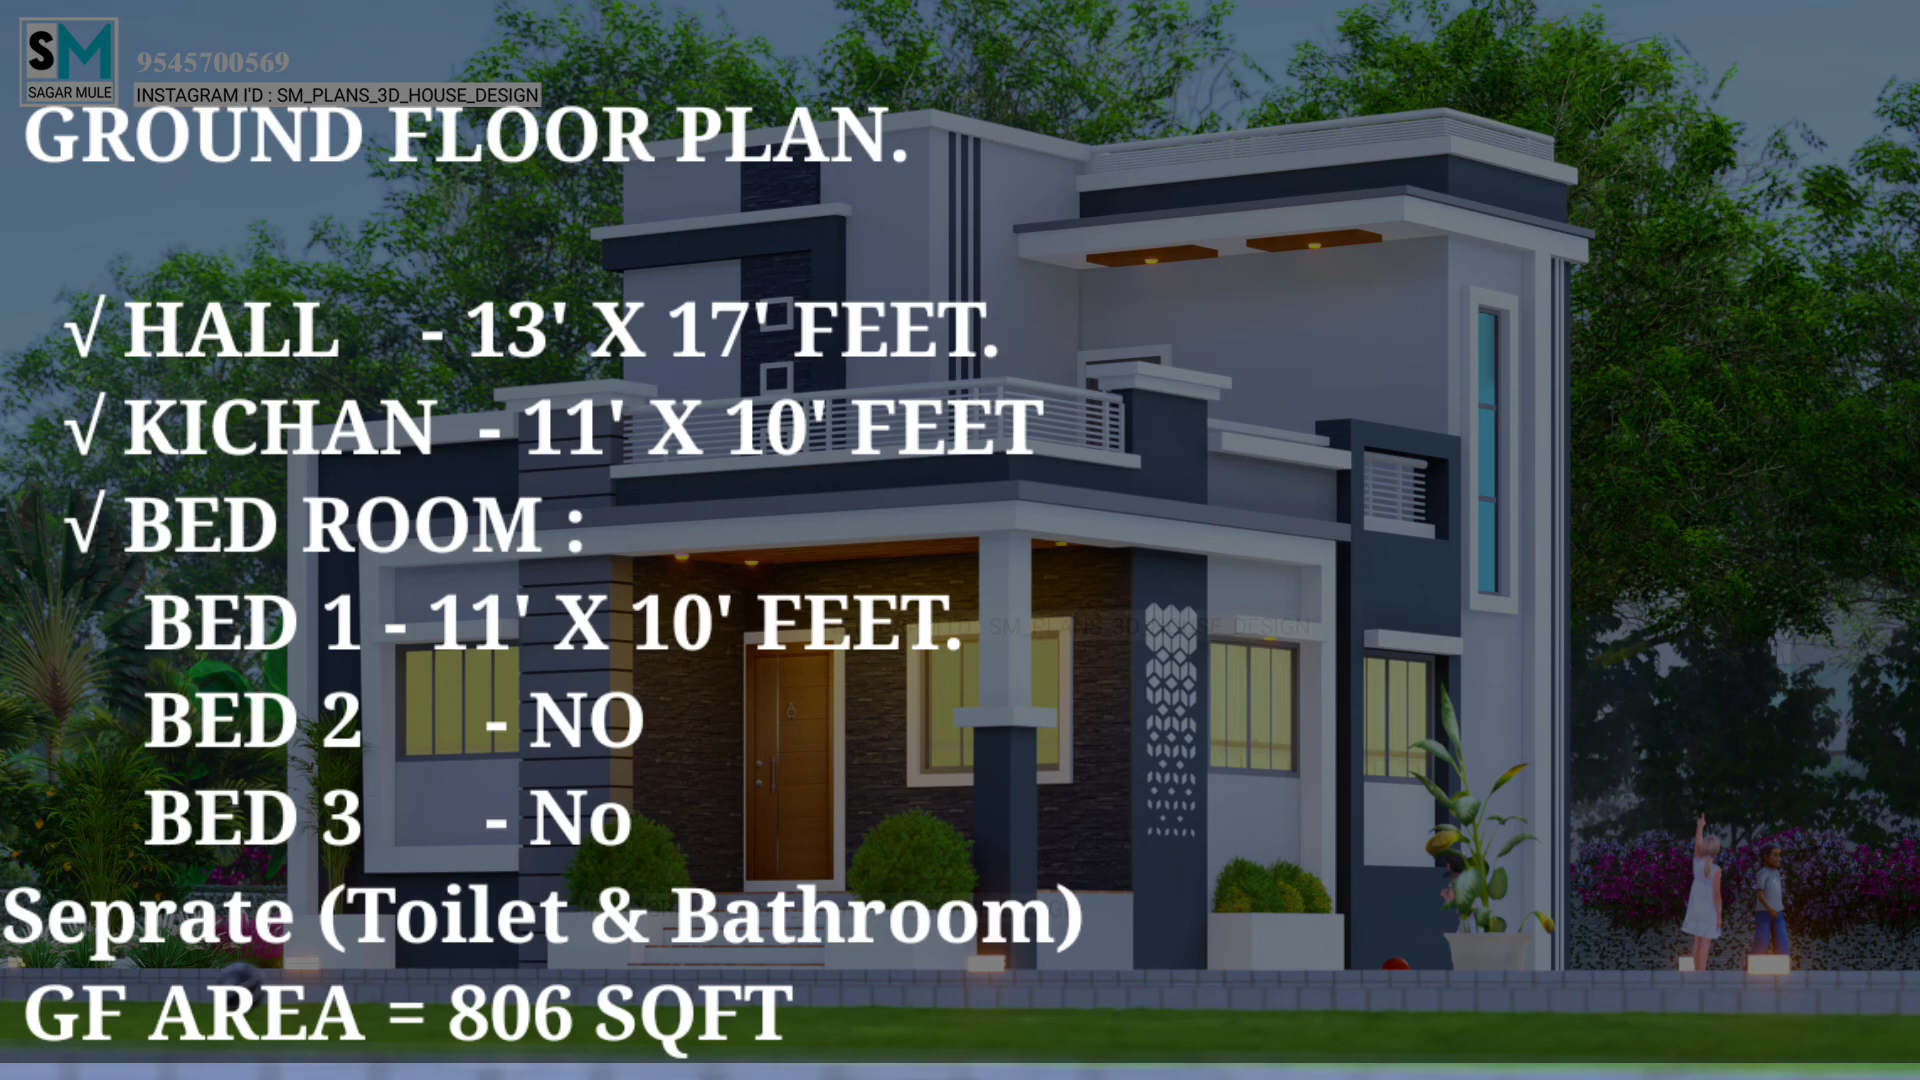 SM
SAGAR MULE
9545700569
INSTAGRAM I'D : SM_PLANS_3D_HOUSE_DESIGN
GROUND FLOOR PLAN.
√ HALL - 13' X 17' FEET.
√ KICHAN - 11' X 10' FEET
√ BED ROOM :
BED 1 - 11' X 10' FEET.
BED 2 - NO
BED 3 - No
SM_PLANS_3D_HOUSE_DESIGN
Seprate (Toilet & Bathroom)
GF AREA = 806 SQFT